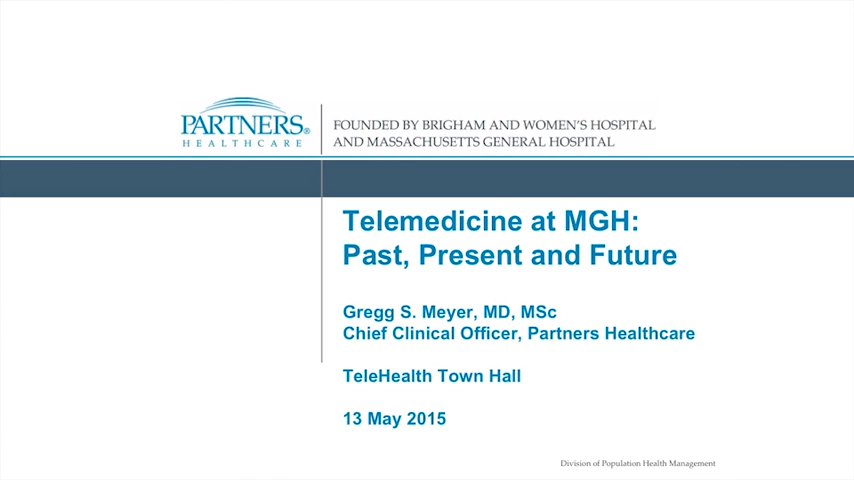 PARTNERS®
HEALTHCARE
FOUNDED BY BRIGHAM AND WOMEN'S HOSPITAL
AND MASSACHUSETTS GENERAL HOSPITAL
Telemedicine at MGH:
Past, Present and Future
Gregg S. Meyer, MD, MSc
Chief Clinical Officer, Partners Healthcare
TeleHealth Town Hall
13 May 2015
Division of Population Health Management